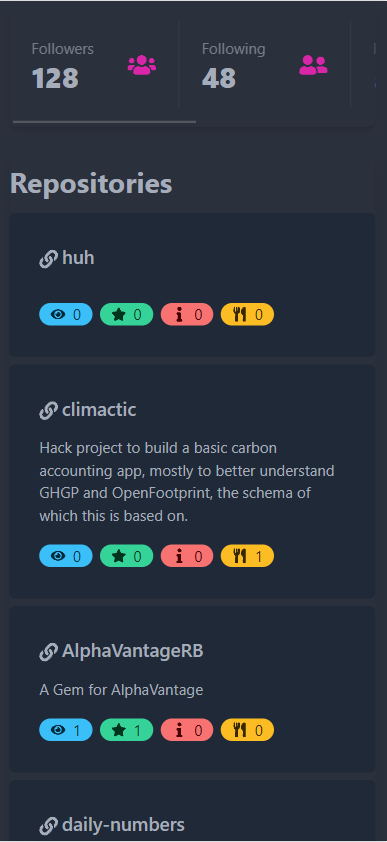 Followers Following
128 48
Repositories
huh
0 0 0 0
climactic
Hack project to build a basic carbon
accounting app, mostly to better understand
GHGP and OpenFootprint, the schema of
which this is based on.
0 0 0 1
AlphaVantageRB
A Gem for AlphaVantage
1 1 0 0
daily-numbers